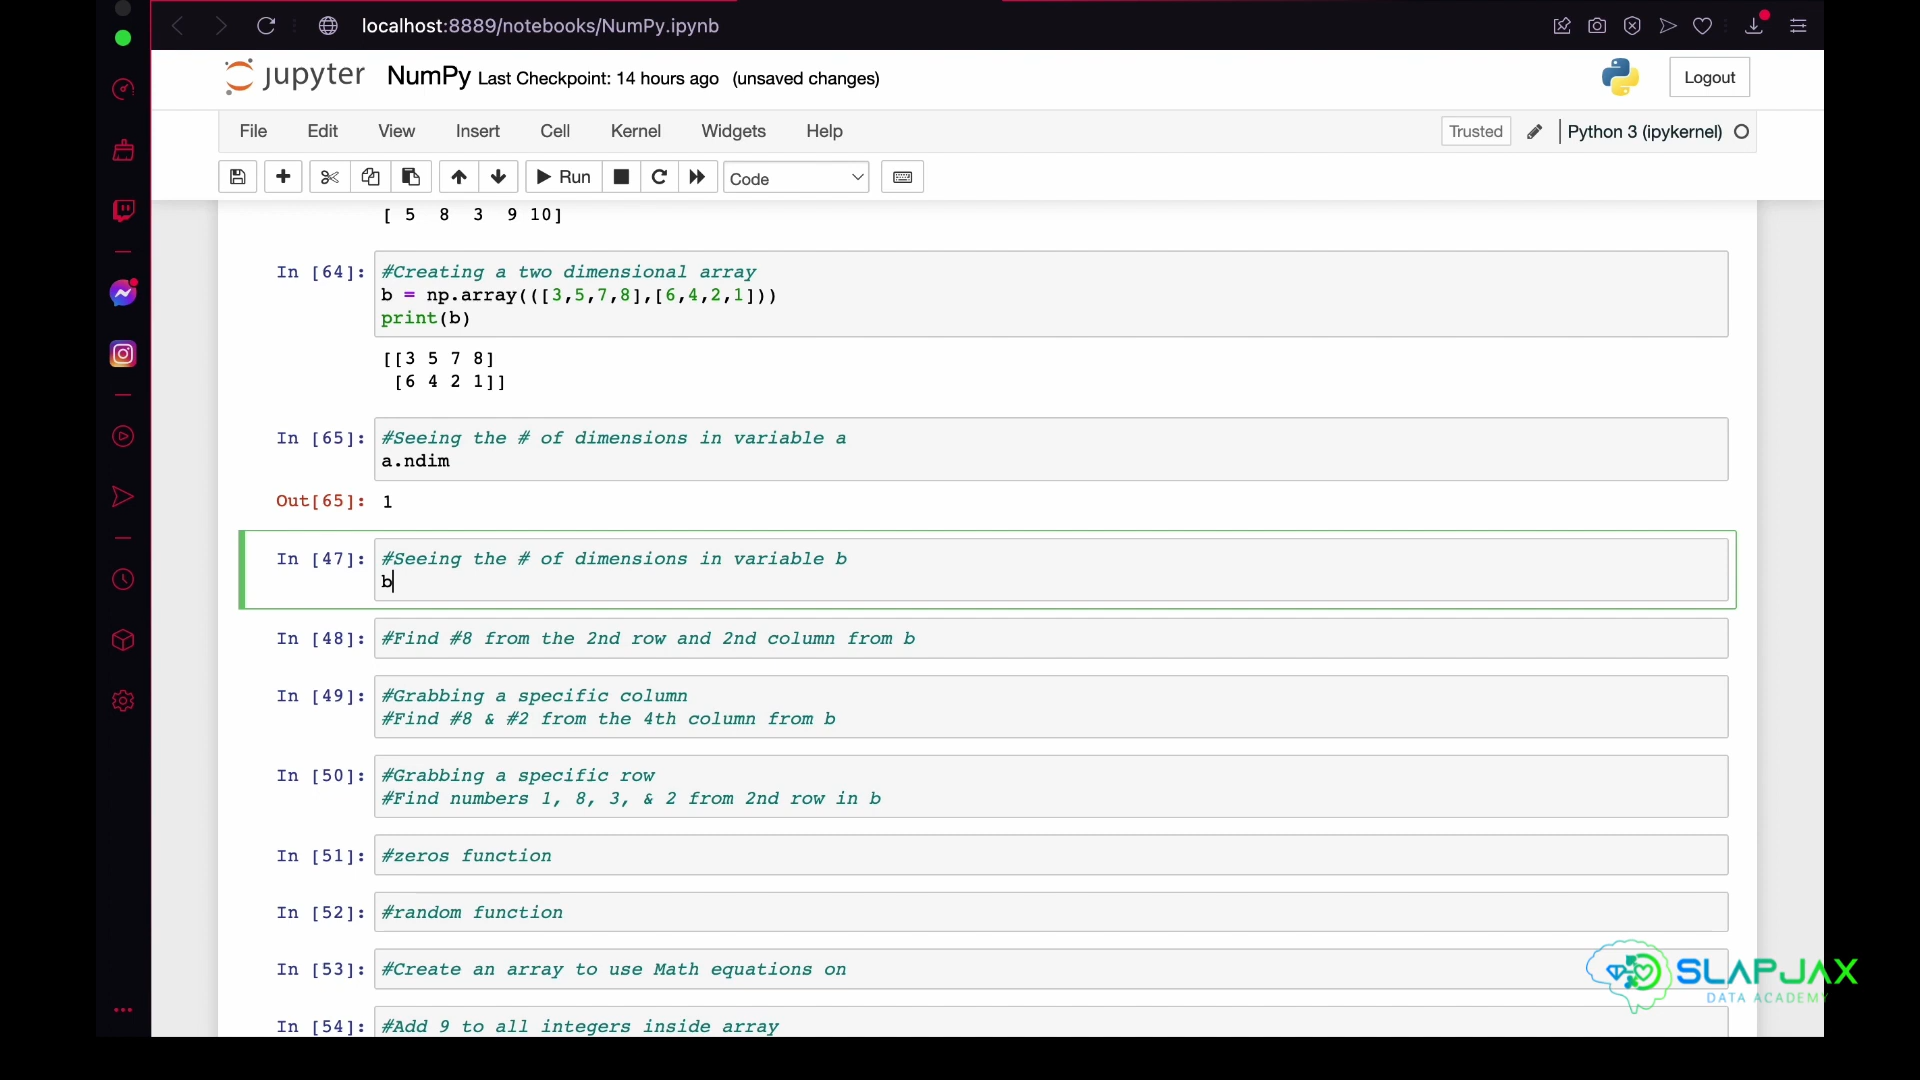 localhost:8889/notebooks/NumPy.ipynb
jupyter NumPy Last Checkpoint: 14 hours ago (unsaved changes) Logout
File Edit View Insert Cell Kernel Widgets Help Trusted Python 3 (ipykernel)
Run Code
[ 5 8 3 9 10]
In [64]: #Creating a two dimensional array
b = np.array(([3,5,7,8],[6,4,2,1]))
print(b)
[[3 5 7 8]
[6 4 2 1]]
In [65]: #Seeing the # of dimensions in variable a
a.ndim
Out[65]: 1
In [47]: #Seeing the # of dimensions in variable b
b
In [48]: #Find #8 from the 2nd row and 2nd column from b
In [49]: #Grabbing a specific column
#Find #8 & #2 from the 4th column from b
In [50]: #Grabbing a specific row
#Find numbers 1, 8, 3, & 2 from 2nd row in b
In [51]: #zeros function
In [52]: #random function
In [53]: #Create an array to use Math equations on
In [54]: #Add 9 to all integers inside array
SLAPJAX
DATA ACADEMY